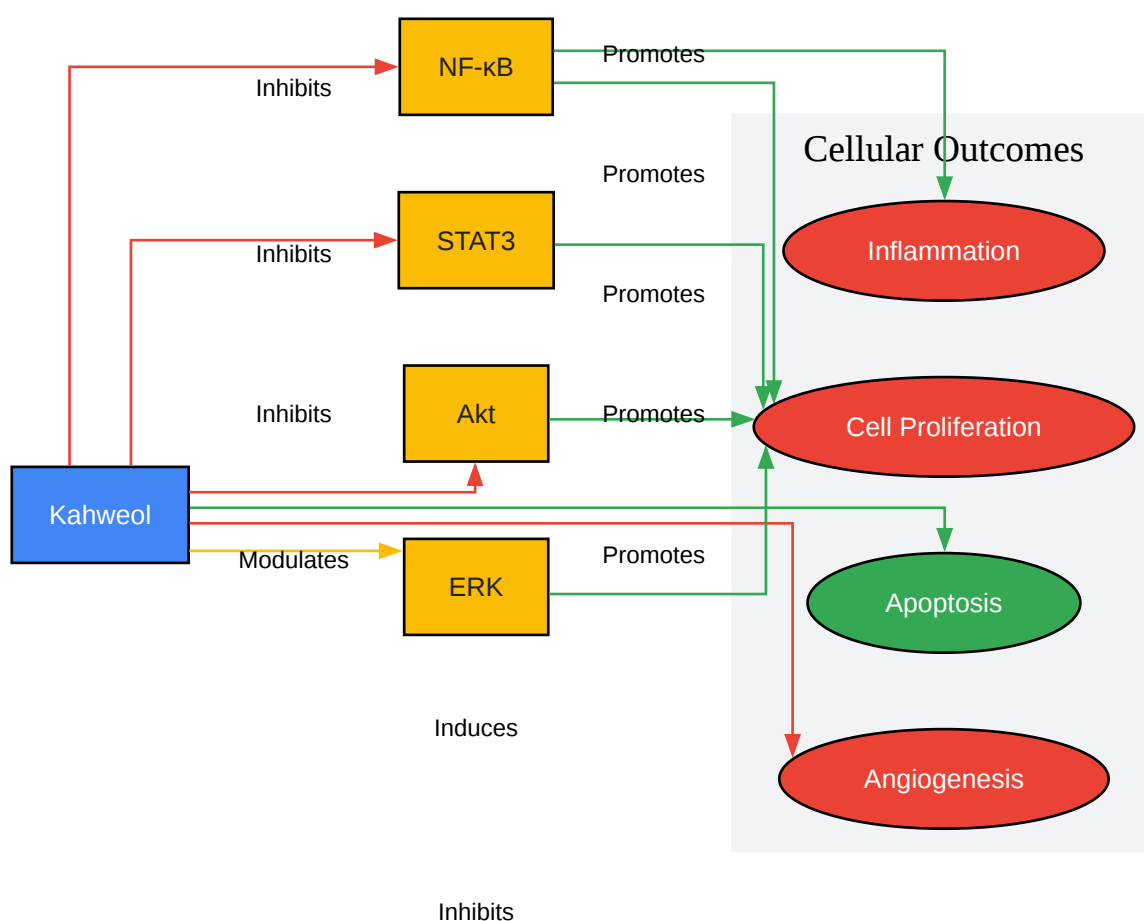 NF-κB
Promotes
Inhibits
Cellular Outcomes
Promotes
STAT3
Inhibits
Inflammation
Promotes
Akt
Inhibits
Promotes
Cell Proliferation
Kahweol
Modulates
ERK
Promotes
Apoptosis
Induces
Angiogenesis
Inhibits